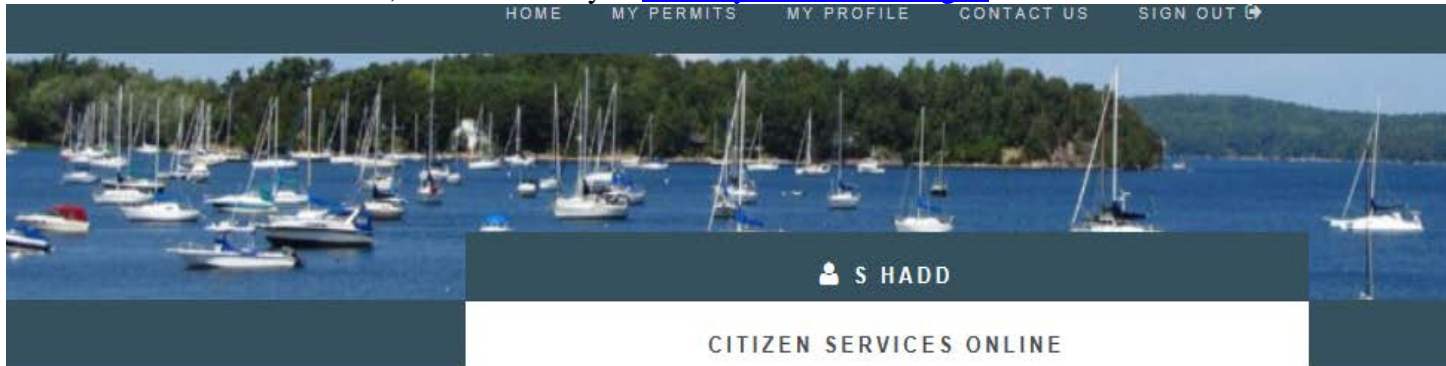 HOME MY PERMITS MY PROFILE CONTACT US SIGN OUT
S HADD
CITIZEN SERVICES ONLINE